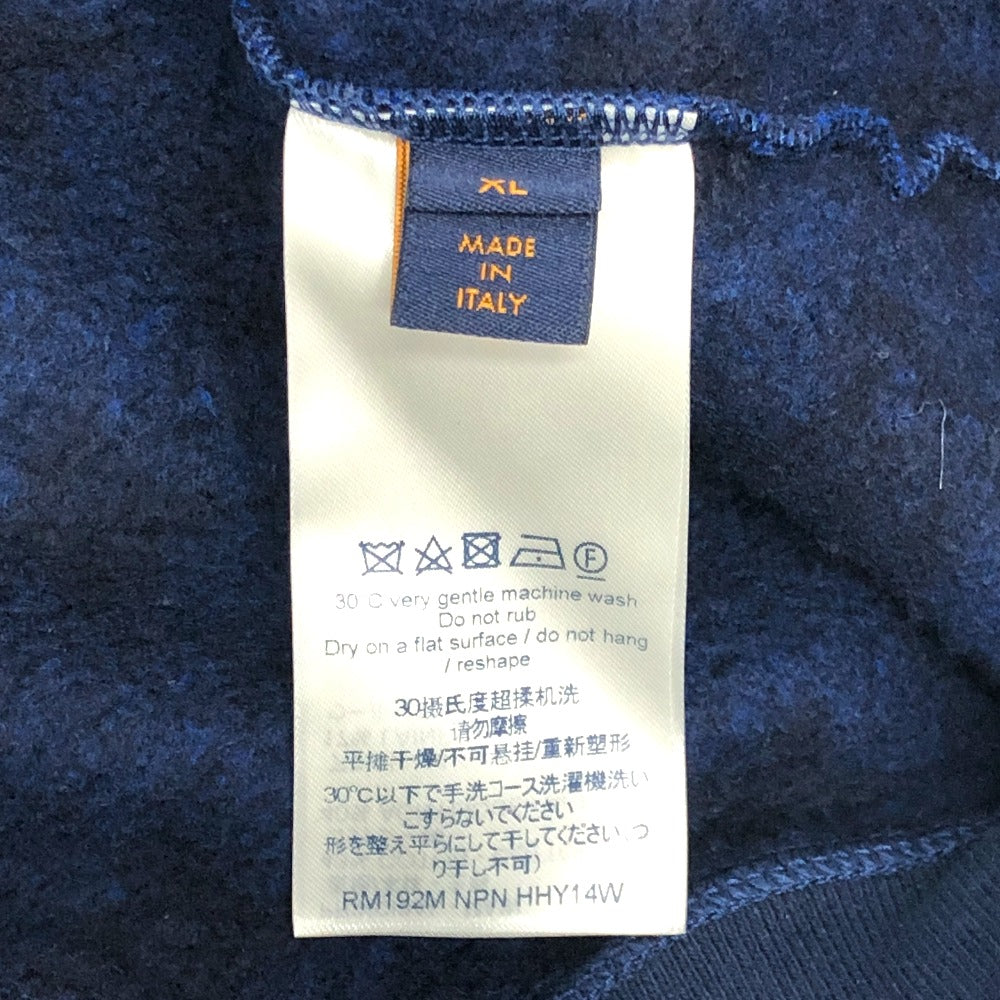 XL
MADE
IN
ITALY
F
30 C very gentle machine wash
Do not rub
Dry on a flat surface / do not hang
/ reshape
30摄氏度超揉机洗
请勿摩擦
平摊干燥/不可悬挂/重新塑形
30℃以下で手洗コース洗濯機洗い
こすらないでください
形を整え平らにして干してください、つ
り干し不可)
RM192M NPN HHY14W